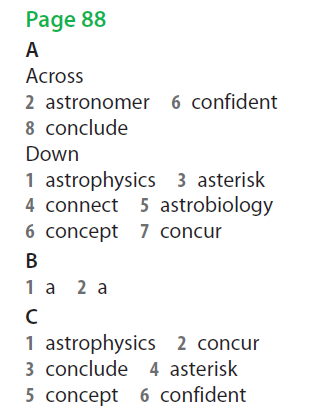 Page 88
A
Across
2 astronomer 6 confident
8 conclude
Down
1 astrophysics 3 asterisk
4 connect 5 astrobiology
6 concept 7 concur
B
1 a 2 a
C
1 astrophysics 2 concur
3 conclude 4 asterisk
5 concept 6 confident